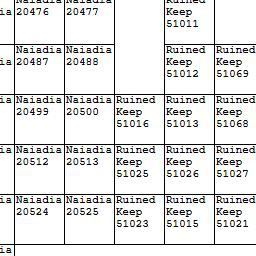 Naiadia Naiadia Ruined
ia 20476 20477 Keep
51011
Naiadia Naiadia Ruined Ruined
ia 20487 20488 Keep Keep
51012 51069
dia Naiadia Naiadia Ruined Ruined Ruined
20499 20500 Keep Keep Keep
51016 51013 51068
dia Naiadia Naiadia Ruined Ruined Ruined
20512 20513 Keep Keep Keep
51025 51026 51027
ia Naiadia Naiadia Ruined Ruined Ruined
20524 20525 Keep Keep Keep
51023 51015 51021
ia